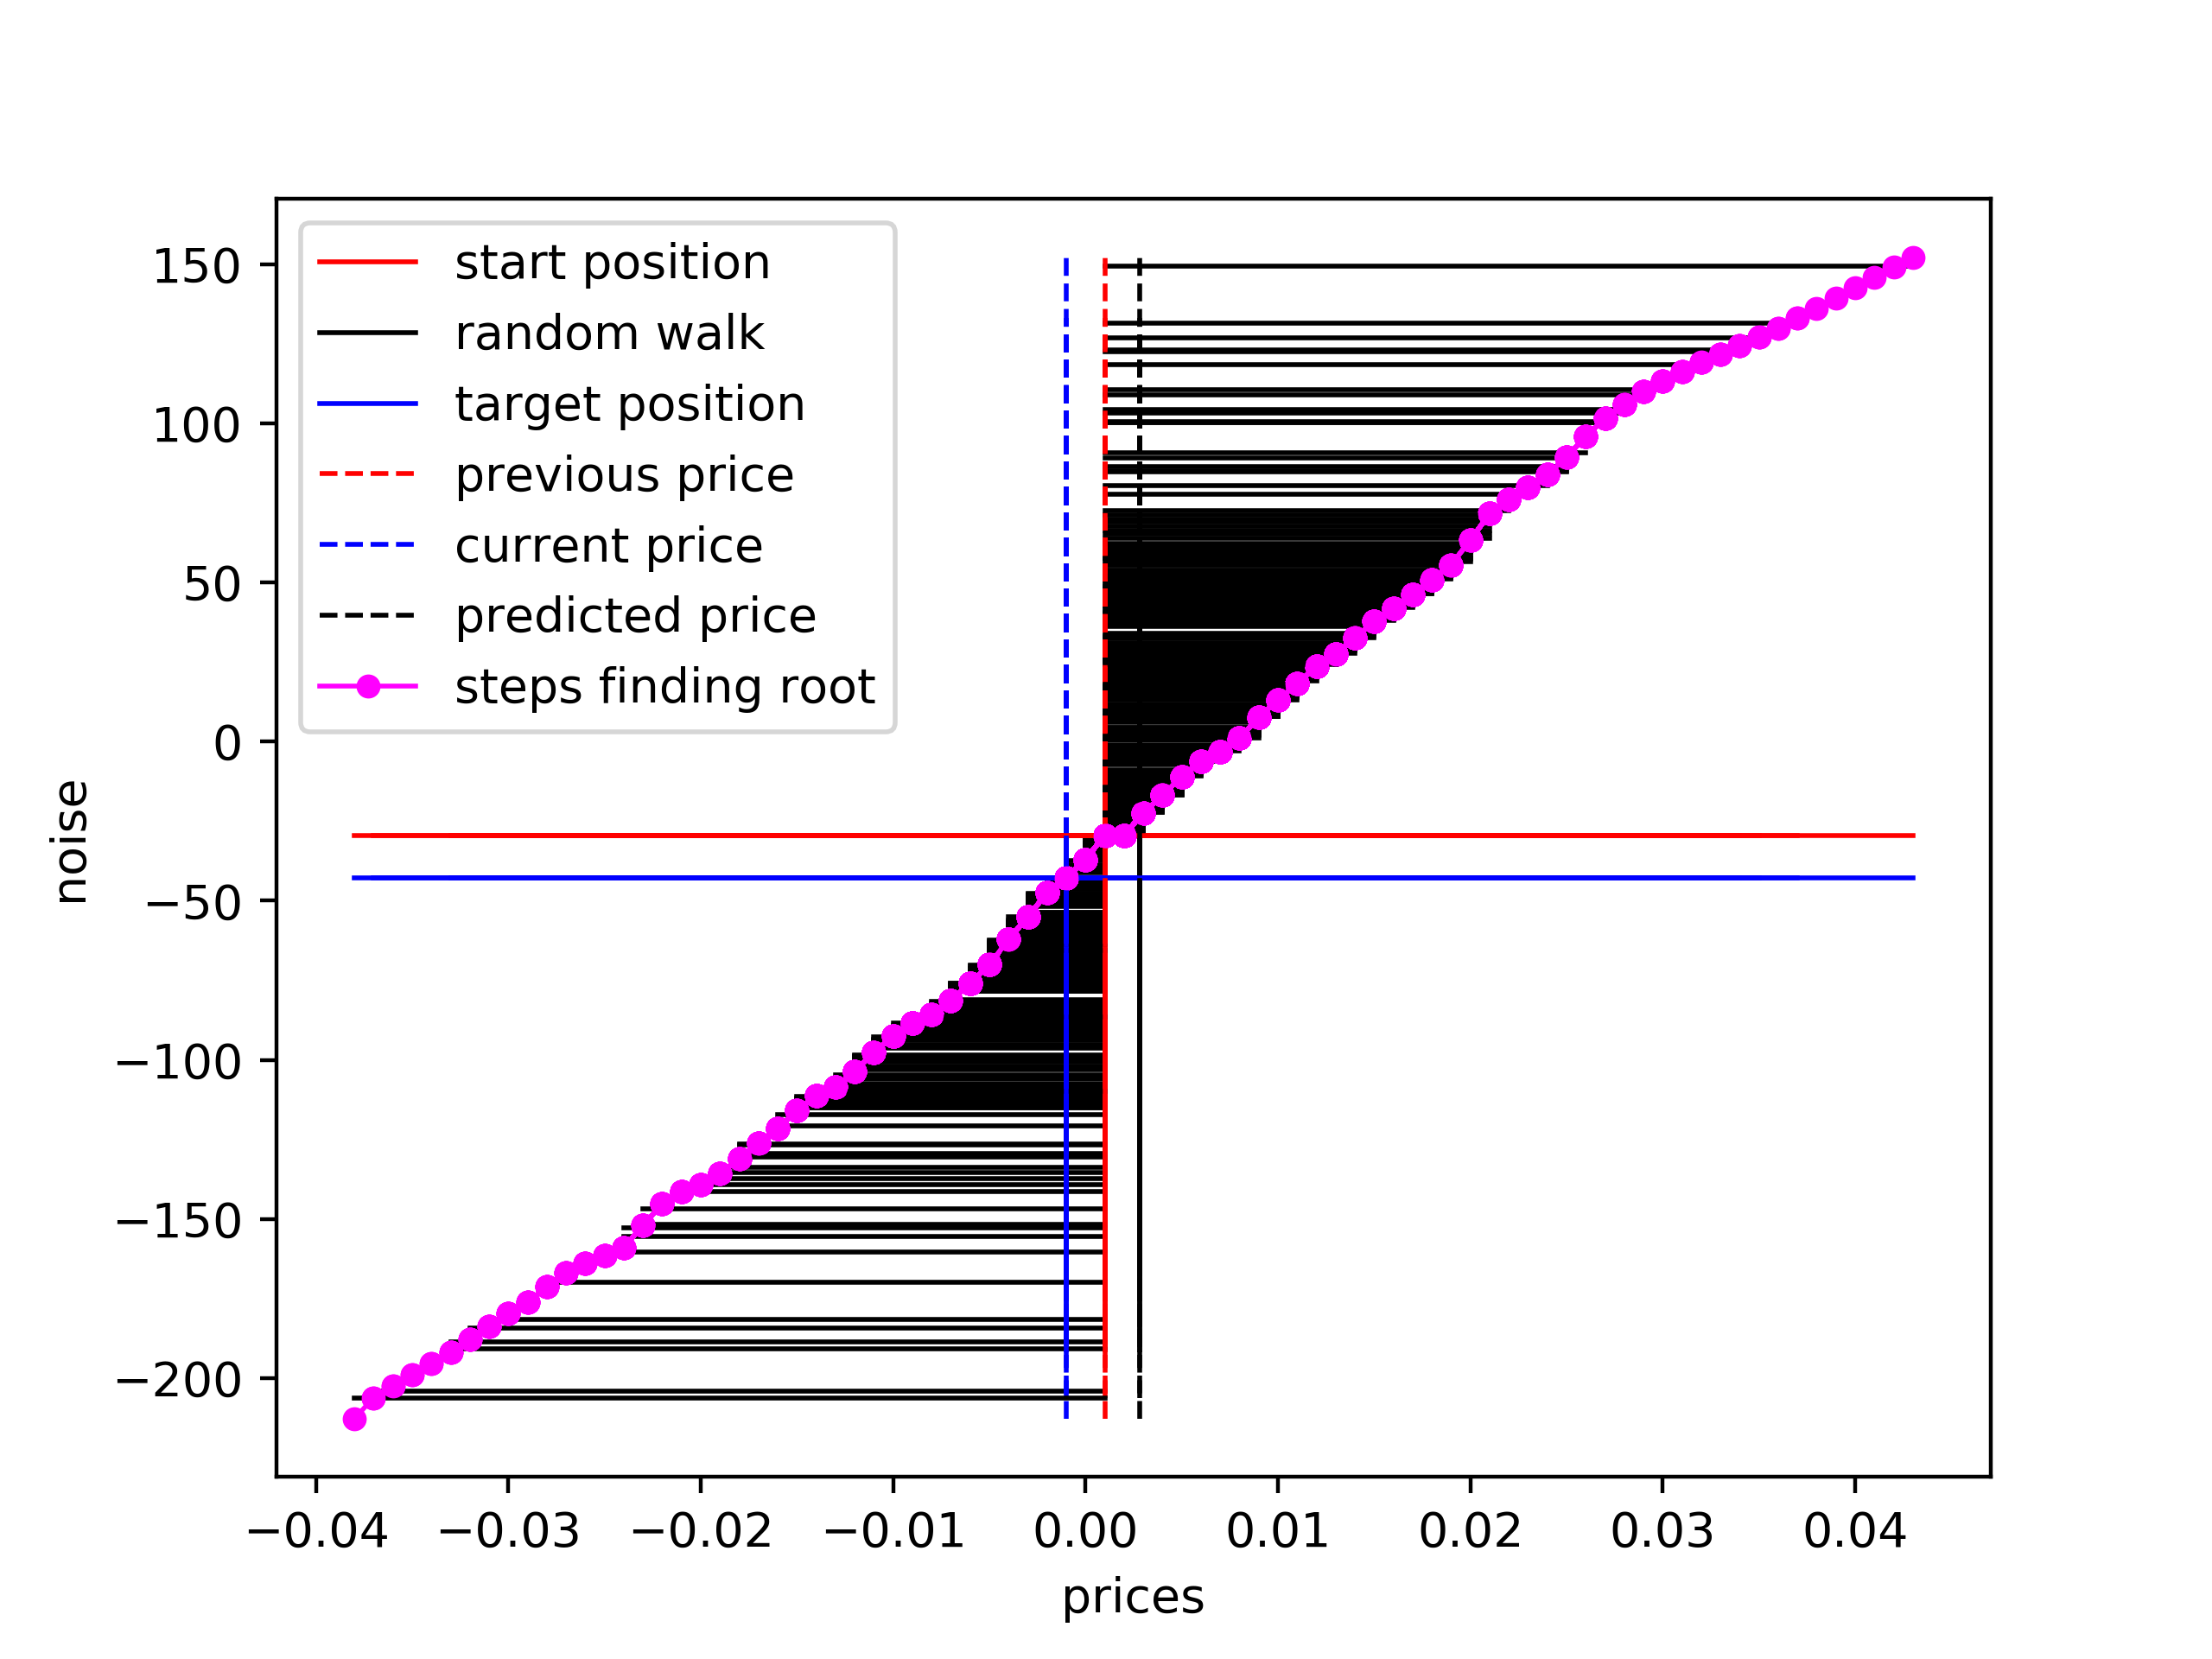 start position
random walk
target position
previous price
current price
predicted price
steps finding root
150
100
50
0
−50
−100
−150
−200
noise
−0.04 −0.03 −0.02 −0.01 0.00 0.01 0.02 0.03 0.04
prices